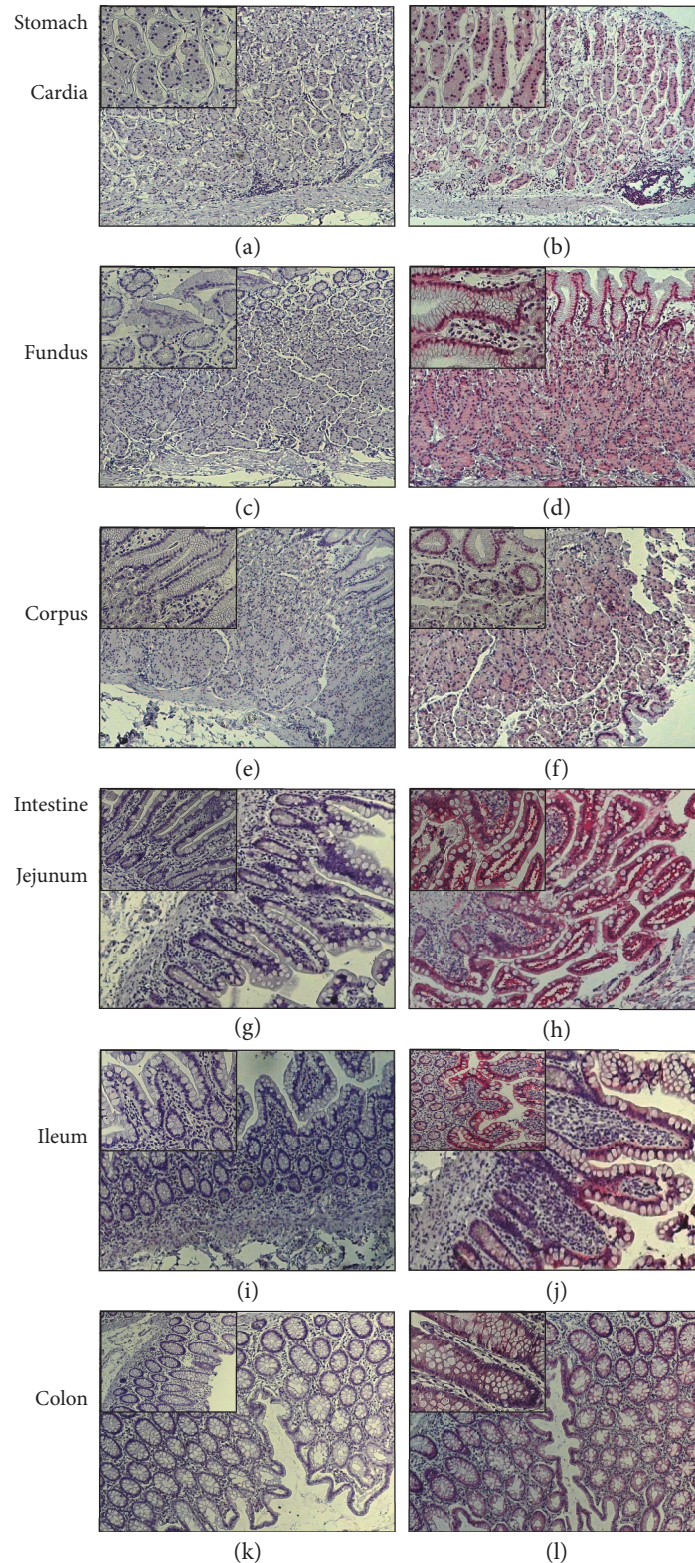 Stomach
Cardia
(a) (b)
Fundus
(c) (d)
Corpus
(e) (f)
Intestine
Jejunum
(g) (h)
Ileum
(i) (j)
Colon
(k) (l)